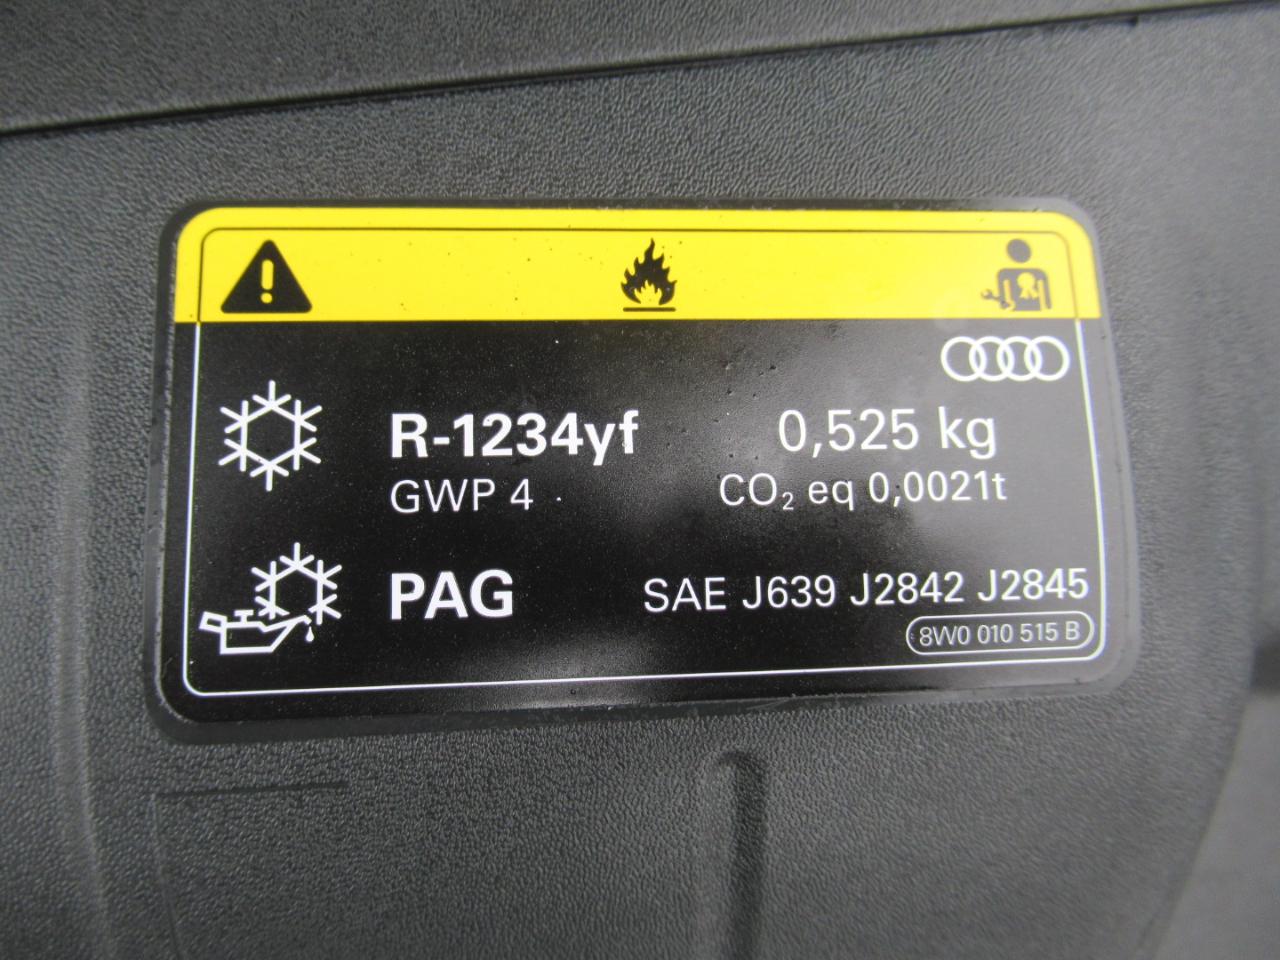 R-1234yf 0,525 kg
GWP 4 CO₂ eq 0,0021t
PAG SAE J639 J2842 J2845
8W0 010 515 B